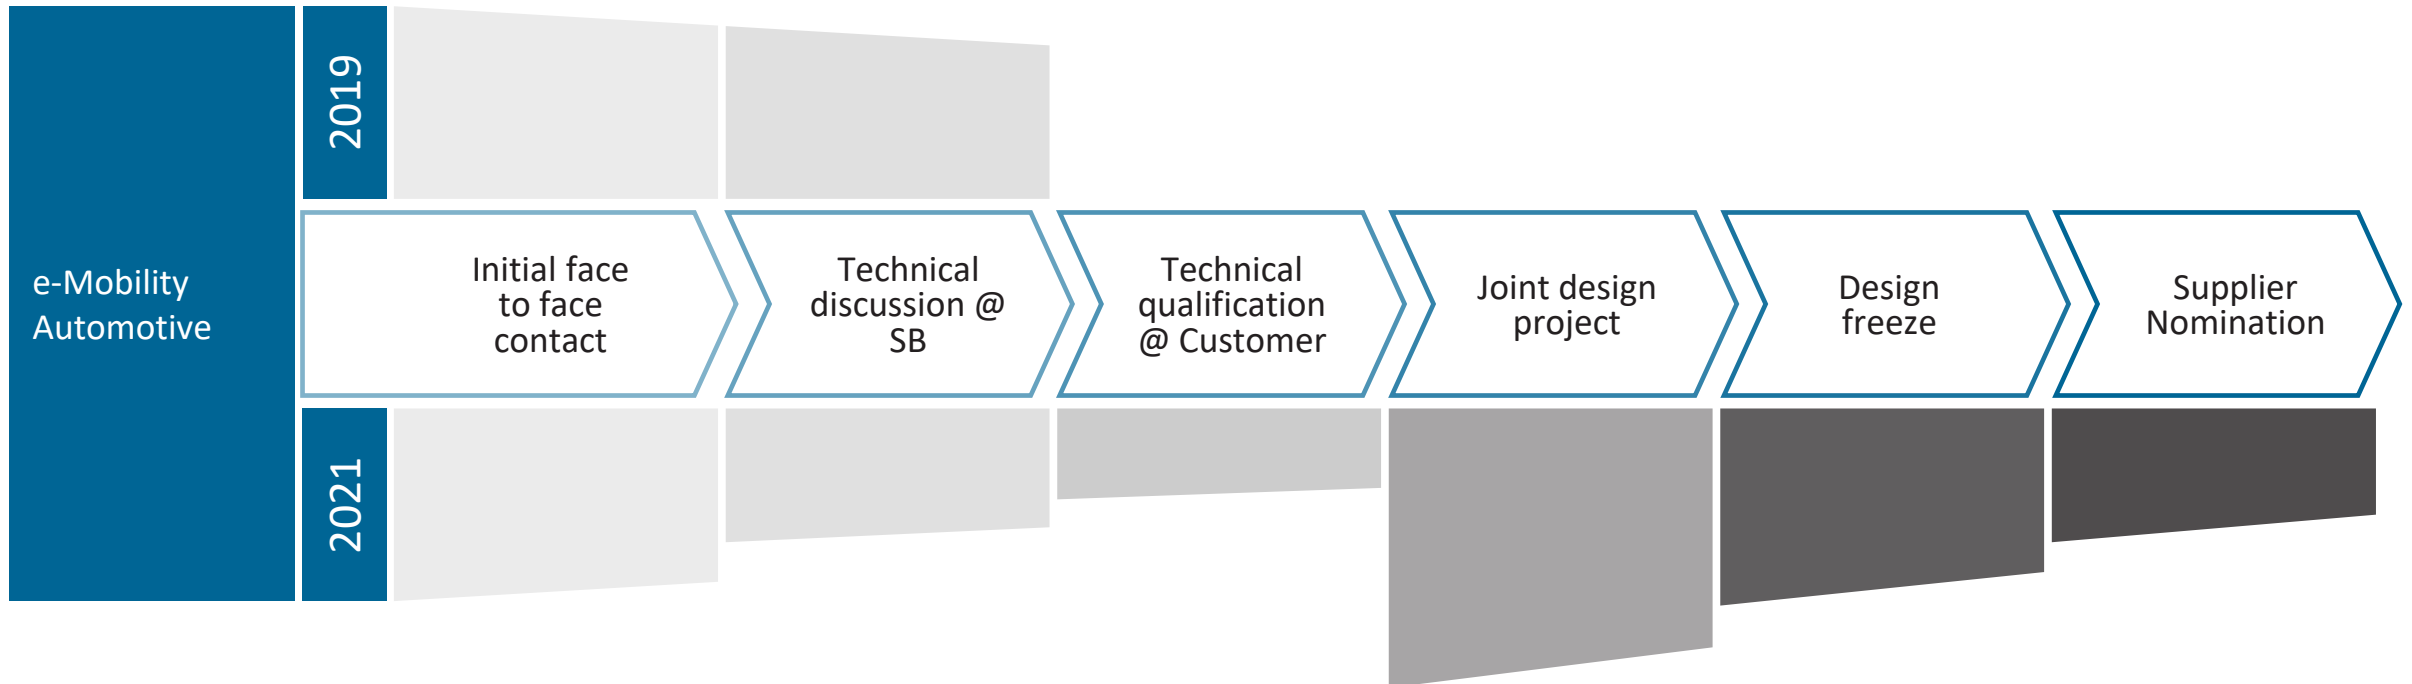 2019
e-Mobility
Automotive
Initial face
to face
contact
Technical
discussion @
SB
Technical
qualification
@ Customer
Joint design
project
Design
freeze
Supplier
Nomination
2021